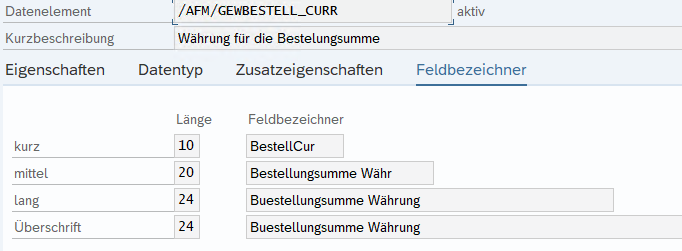 Datenelement /AFM/GEWBESTELL_CURR aktiv
Kurzbeschreibung Währung für die Bestelungsumme
Eigenschaften Datentyp Zusatzeigenschaften Feldbezeichner
Länge Feldbezeichner
kurz 10 BestellCur
mittel 20 Bestellungsumme Währ
lang 24 Buestellungsumme Währung
Überschrift 24 Buestellungsumme Währung